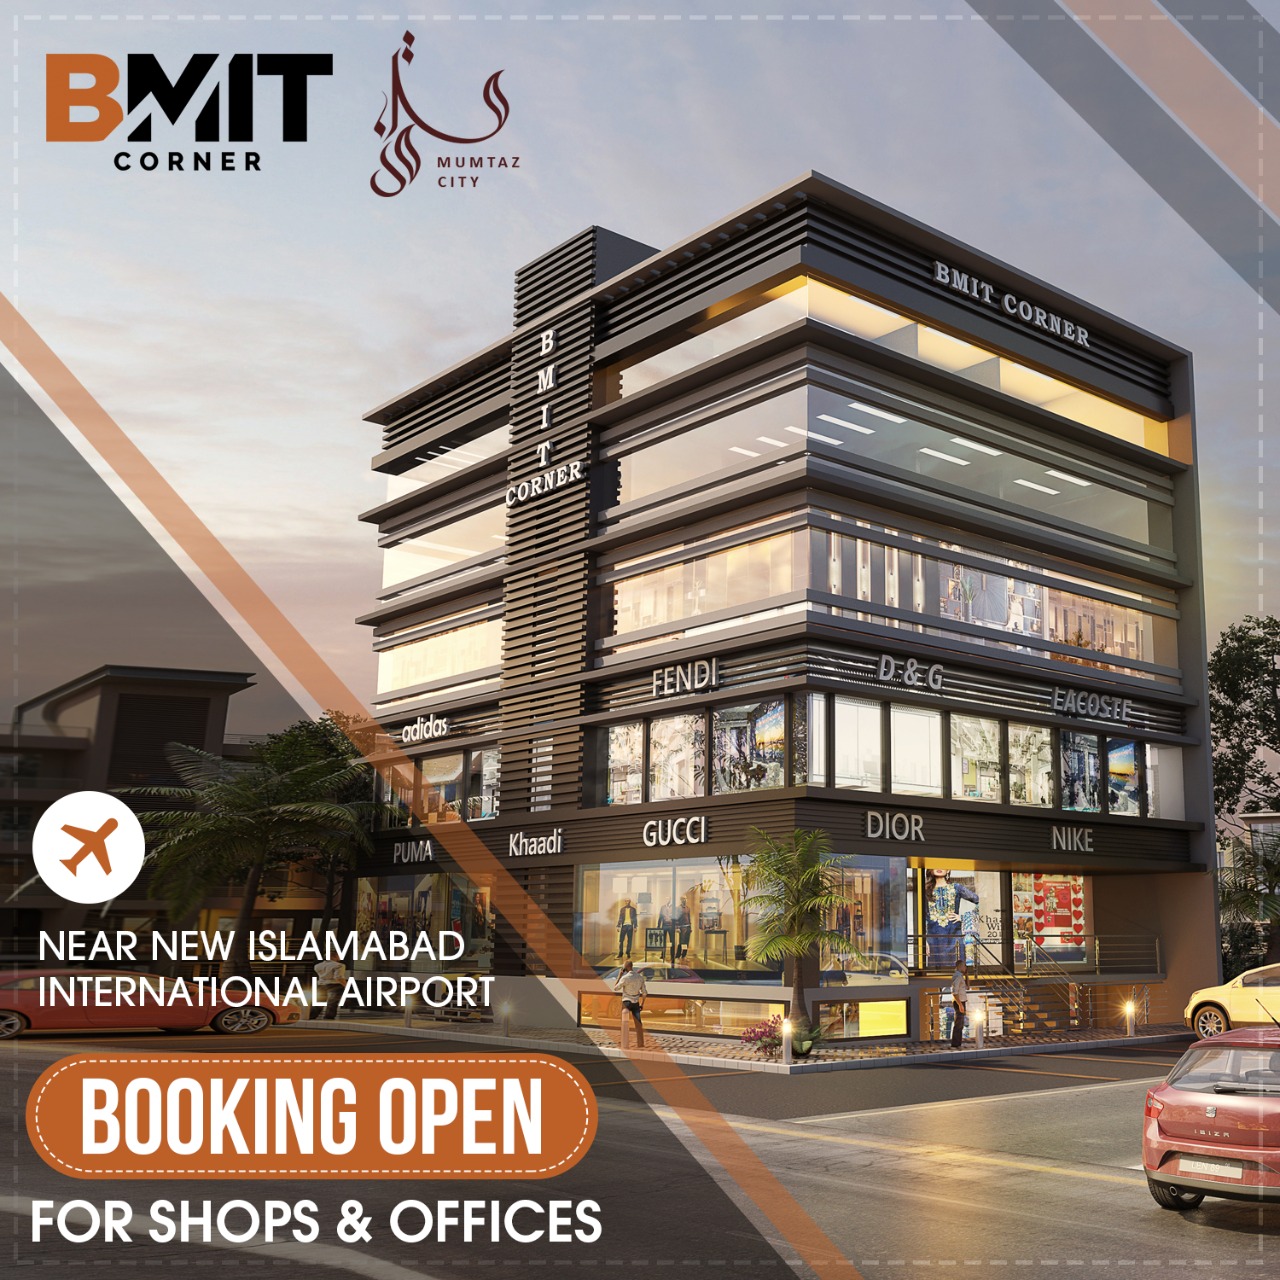 BMIT
CORNER
MUMTAZ
CITY
BMIT CORNER
B
M
I
T
CORNER
FENDI
D & G
LACOSTE
adidas
PUMA
Khaadi
GUCCI
DIOR
NIKE
NEAR NEW ISLAMABAD
INTERNATIONAL AIRPORT
BOOKING OPEN
FOR SHOPS & OFFICES
IBIZA